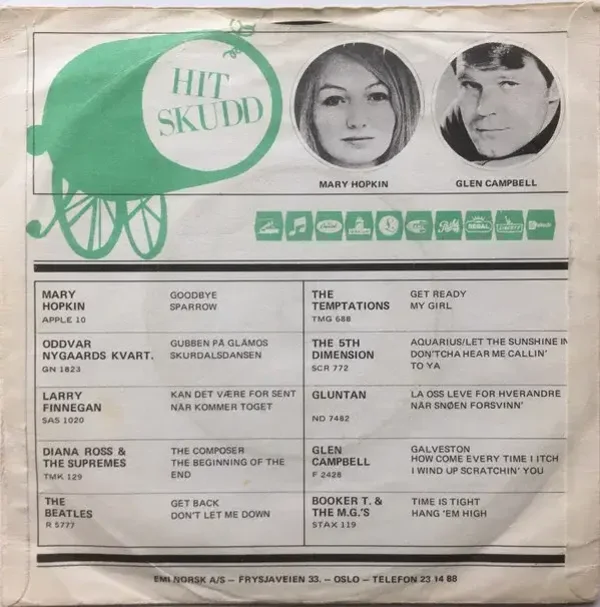 HIT
SKUDD
MARY HOPKIN
GLEN CAMPBELL
REGAL
LIBERTY
MARY
HOPKIN
APPLE 10
GOODBYE
SPARROW
ODDVAR
NYGAARDS KVART.
GN 1823
GUBBEN PÅ GLÅMOS
SKURDALSDANSEN
LARRY
FINNEGAN
SAS 1020
KAN DET VÆRE FOR SENT
NÅR KOMMER TOGET
DIANA ROSS &
THE SUPREMES
TMK 129
THE COMPOSER
THE BEGINNING OF THE
END
THE
BEATLES
R 5777
GET BACK
DON'T LET ME DOWN
THE
TEMPTATIONS
TMG 688
GET READY
MY GIRL
THE 5TH
DIMENSION
SCR 772
AQUARIUS/LET THE SUNSHINE IN
DON'TCHA HEAR ME CALLIN'
TO YA
GLUNTAN
ND 7482
LA OSS LEVE FOR HVERANDRE
NÅR SNØEN FORSVINN'
GLEN
CAMPBELL
F 2428
GALVESTON
HOW COME EVERY TIME I ITCH
I WIND UP SCRATCHIN' YOU
BOOKER T. &
THE M.G.'S
STAX 119
TIME IS TIGHT
HANG 'EM HIGH
EMI NORSK A/S – FRYSJAVEIEN 33. – OSLO – TELEFON 23 14 88